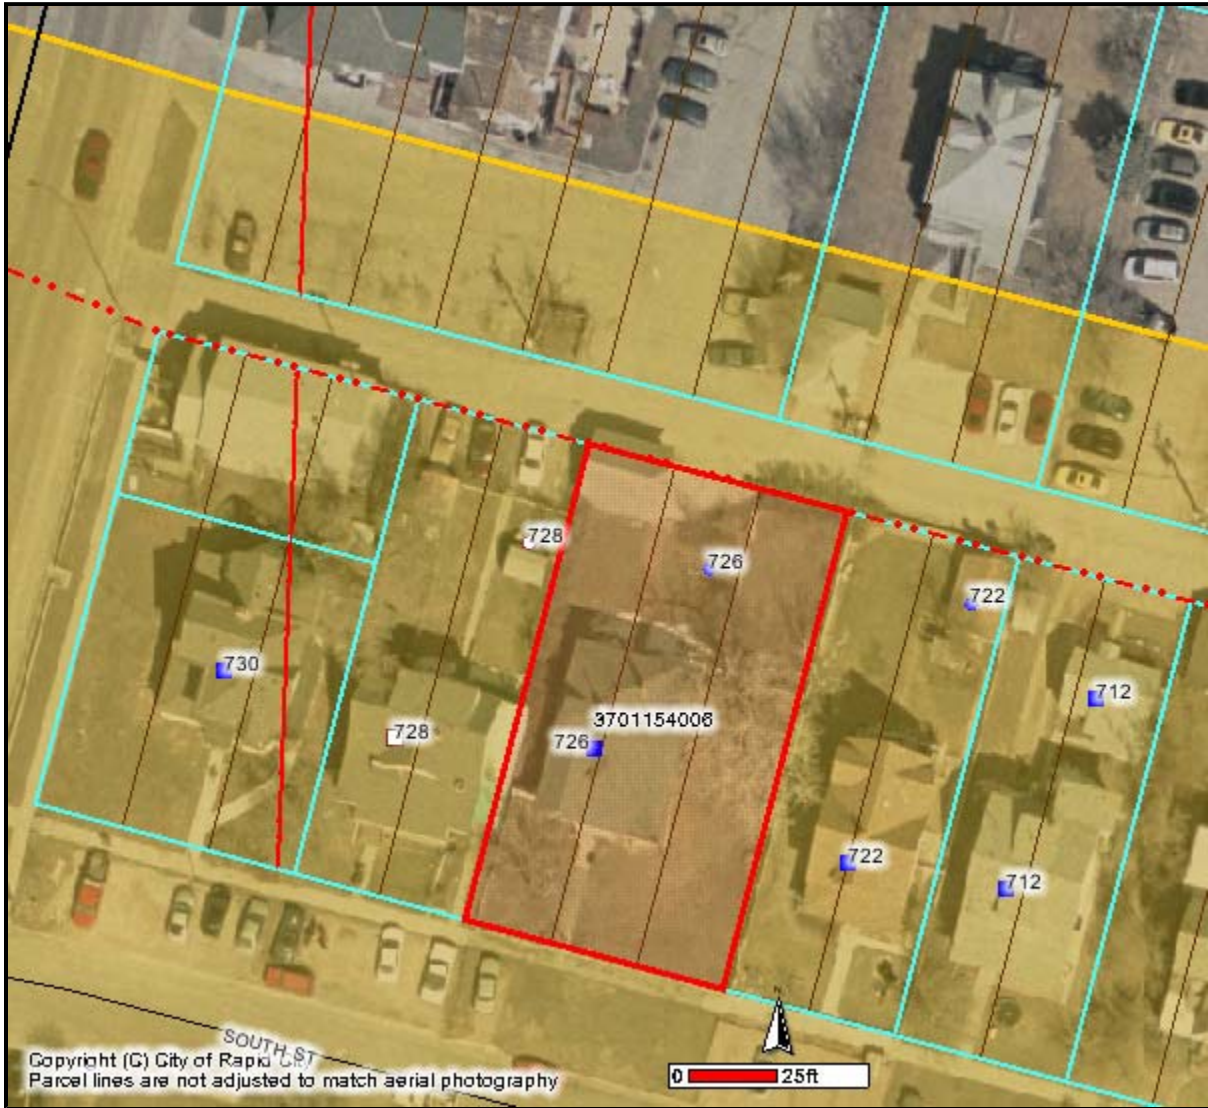 728
726
722
730
712
3701154006
728
726
722
712
N
SOUTH ST
Copyright (C) City of Rapid City
Parcel lines are not adjusted to match aerial photography
0 25ft